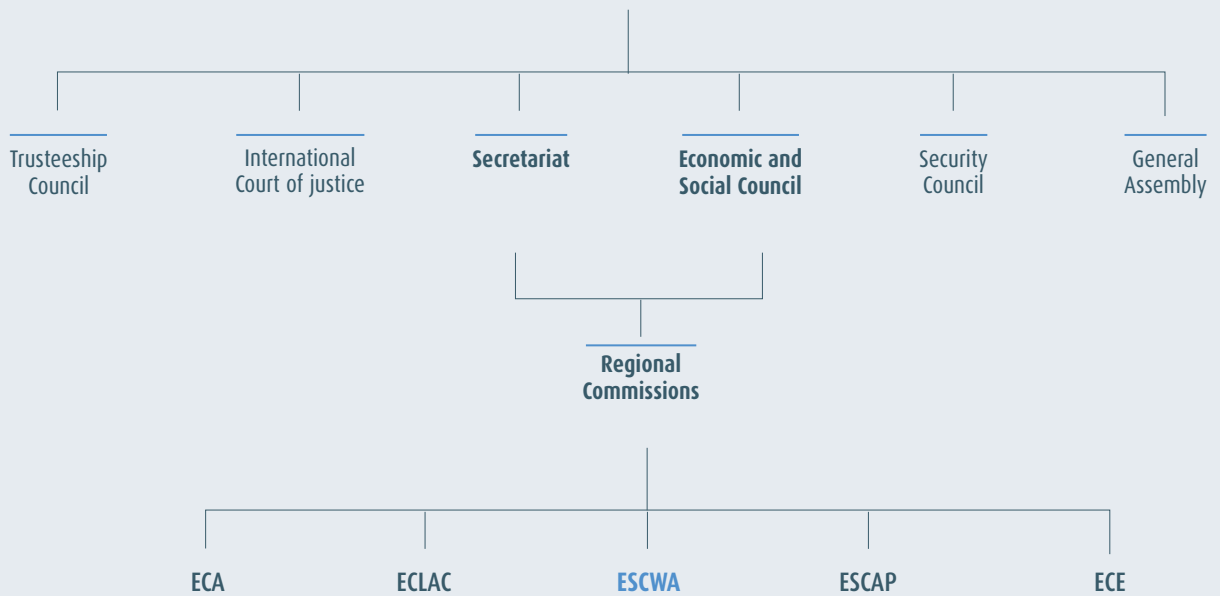 Trusteeship
Council
International
Court of justice
Secretariat
Economic and
Social Council
Security
Council
General
Assembly
Regional
Commissions
ECA
ECLAC
ESCWA
ESCAP
ECE